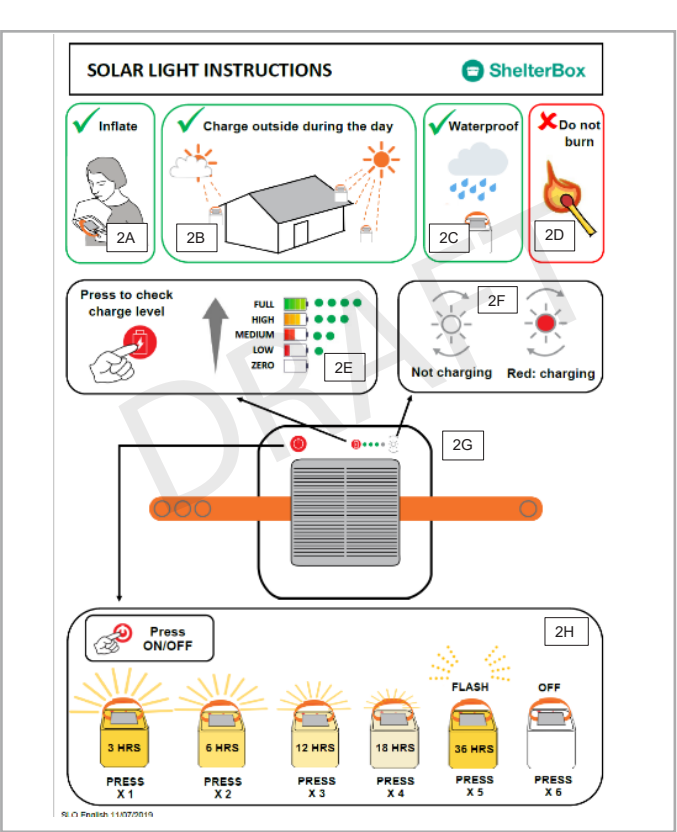 SOLAR LIGHT INSTRUCTIONS
ShelterBox
Inflate
2A
Charge outside during the day
2B
Waterproof
2C
Do not
burn
2D
Press to check
charge level
FULL
HIGH
MEDIUM
LOW
ZERO
2E
2F
Not charging
Red: charging
2G
DRAFT
2H
Press
ON/OFF
FLASH
OFF
3 HRS
6 HRS
12 HRS
18 HRS
36 HRS
PRESS
X 1
PRESS
X 2
PRESS
X 3
PRESS
X 4
PRESS
X 5
PRESS
X 6
SLO English 11/07/2019